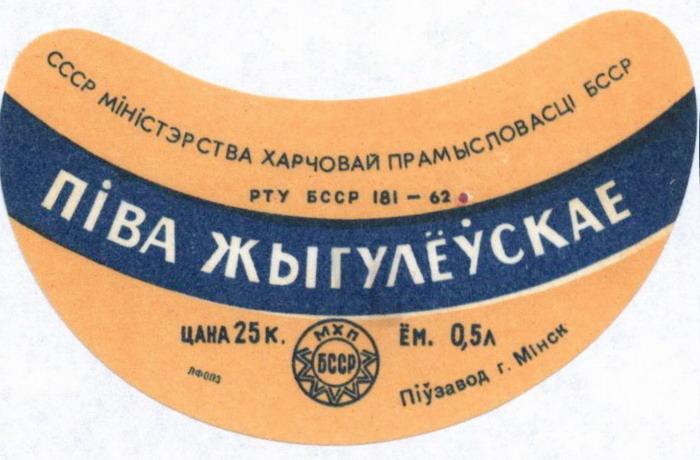 СССР МІНІСТЭРСТВА ХАРЧОВАЙ ПРАМЫСЛОВАСЦІ БССР
РТУ БССР 181 — 62
ПІВА ЖЫГУЛЁЎСКАЕ
ЦАНА 25 К.
МХП
БССР
ЁМ. 0,5л
Піўзавод г. Мінск